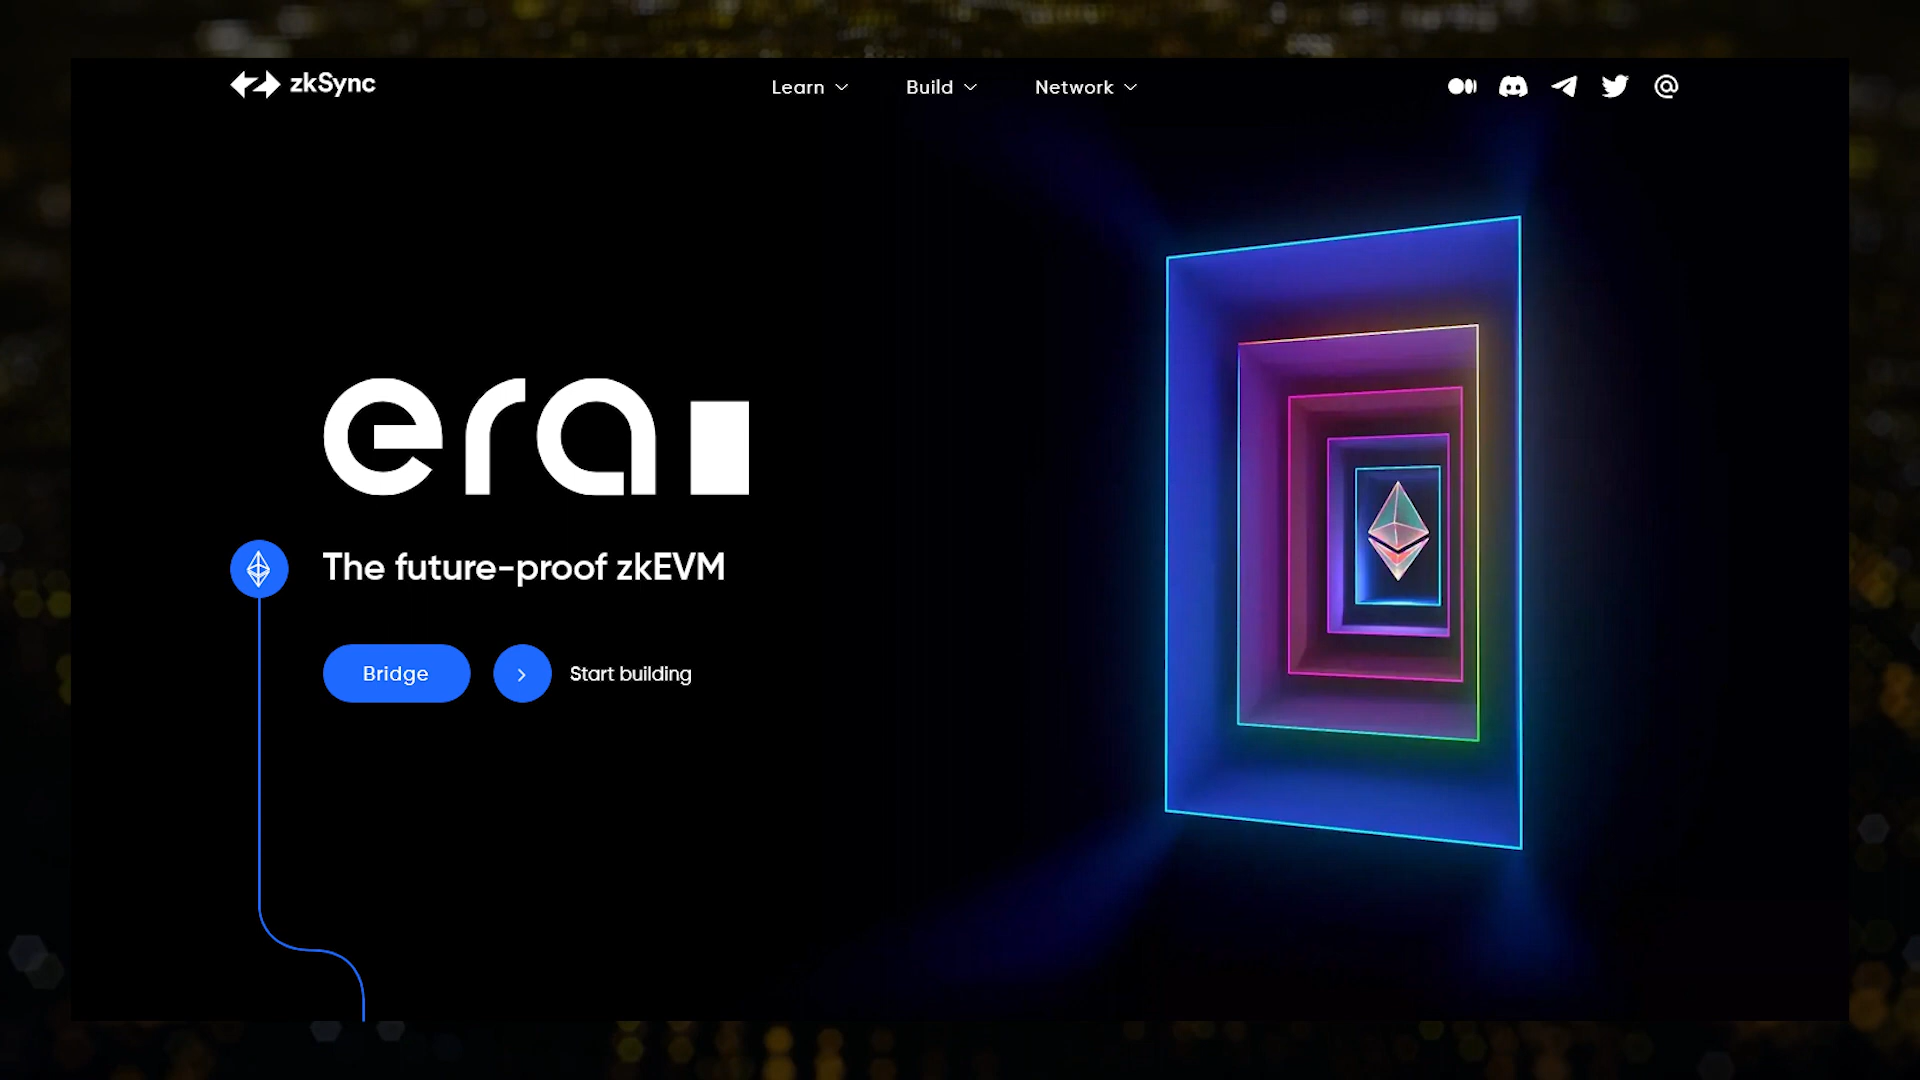 zkSync
Learn
Build
Network
era
The future-proof zkEVM
Bridge
Start building